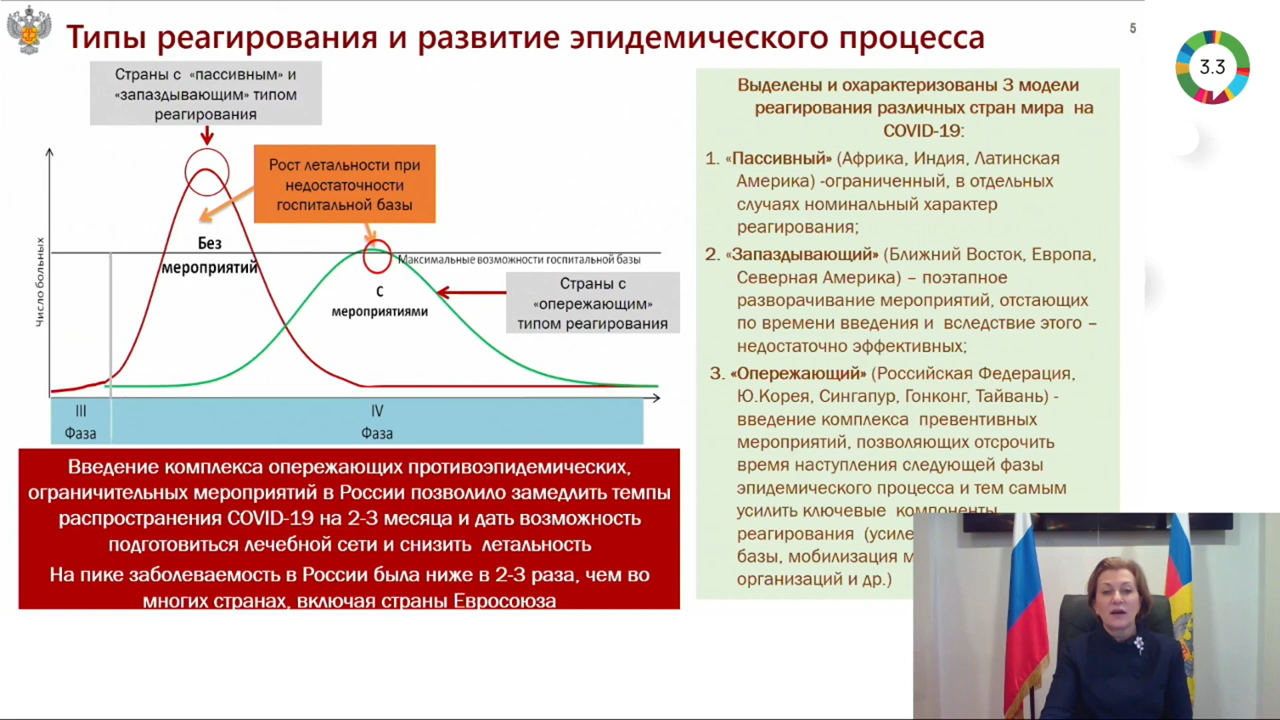 Типы реагирования и развитие эпидемического процесса
5
3.3
Страны с «пассивным» и
«запаздывающим» типом
реагирования
Рост летальности при
недостаточности
госпитальной базы
Число больных
Без
мероприятий
Максимальные возможности госпитальной базы
С
мероприятиями
Страны с
«опережающим»
типом реагирования
III
Фаза
IV
Фаза
Введение комплекса опережающих противоэпидемических,
ограничительных мероприятий в России позволило замедлить темпы
распространения COVID-19 на 2-3 месяца и дать возможность
подготовиться лечебной сети и снизить летальность
На пике заболеваемость в России была ниже в 2-3 раза, чем во
многих странах, включая страны Евросоюза
Выделены и охарактеризованы 3 модели
реагирования различных стран мира на
COVID-19:
1. «Пассивный» (Африка, Индия, Латинская
Америка) -ограниченный, в отдельных
случаях номинальный характер
реагирования;
2. «Запаздывающий» (Ближний Восток, Европа,
Северная Америка) – поэтапное
разворачивание мероприятий, отстающих
по времени введения и вследствие этого –
недостаточно эффективных;
3. «Опережающий» (Российская Федерация,
Ю.Корея, Сингапур, Гонконг, Тайвань) -
введение комплекса превентивных
мероприятий, позволяющих отсрочить
время наступления следующей фазы
эпидемического процесса и тем самым
усилить ключевые компоненты
реагирования (усиле
базы, мобилизация м
организаций и др.)